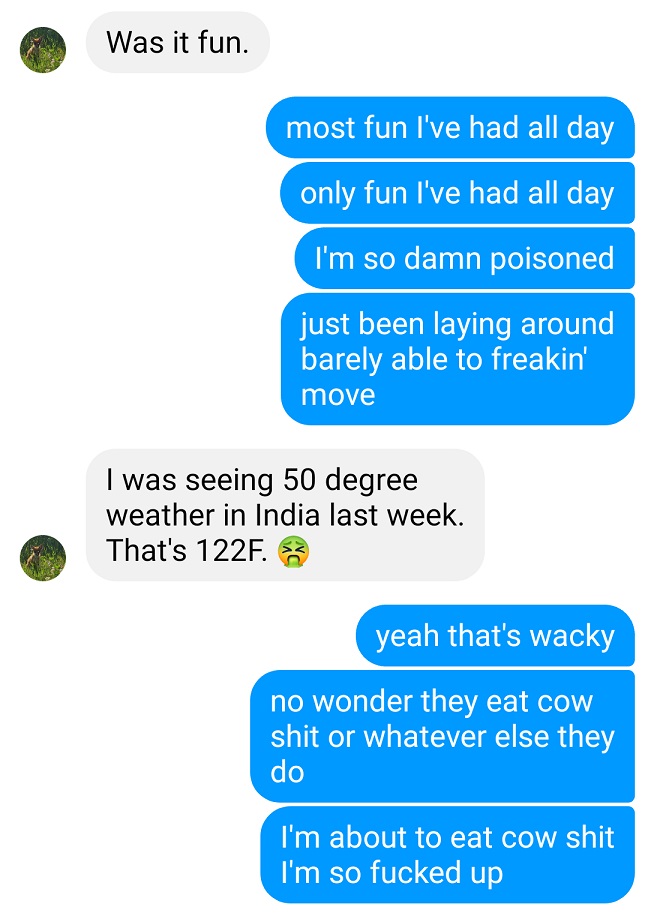 Was it fun.
most fun I've had all day
only fun I've had all day
I'm so damn poisoned
just been laying around
barely able to freakin'
move
I was seeing 50 degree
weather in India last week.
That's 122F. 😫
yeah that's wacky
no wonder they eat cow
shit or whatever else they
do
I'm about to eat cow shit
I'm so fucked up